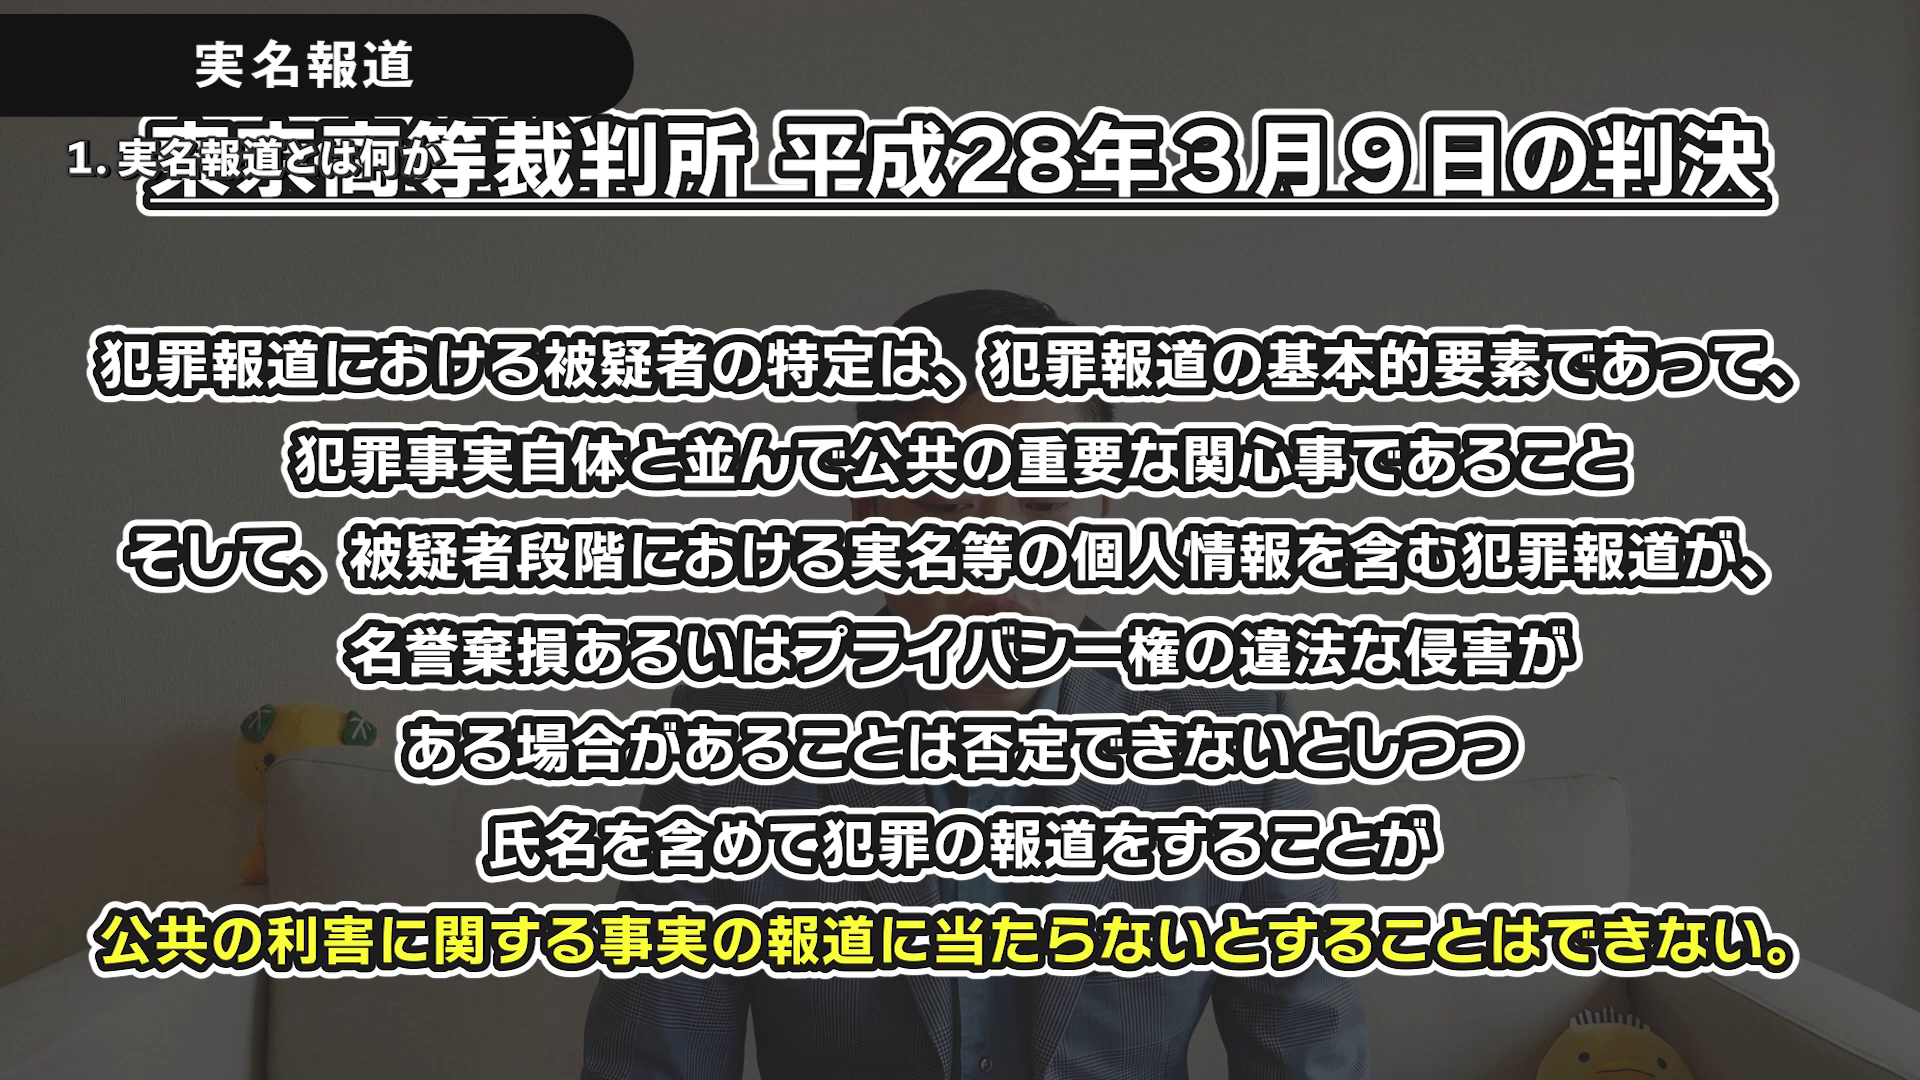 実名報道
1. 実名報道とは何か
東京高等裁判所 平成28年３月９日の判決
犯罪報道における被疑者の特定は、犯罪報道の基本的要素であって、
犯罪事実自体と並んで公共の重要な関心事であること
そして、被疑者段階における実名等の個人情報を含む犯罪報道が、
名誉棄損あるいはプライバシー権の違法な侵害が
ある場合があることは否定できないとしつつ
氏名を含めて犯罪の報道をすることが
公共の利害に関する事実の報道に当たらないとすることはできない。